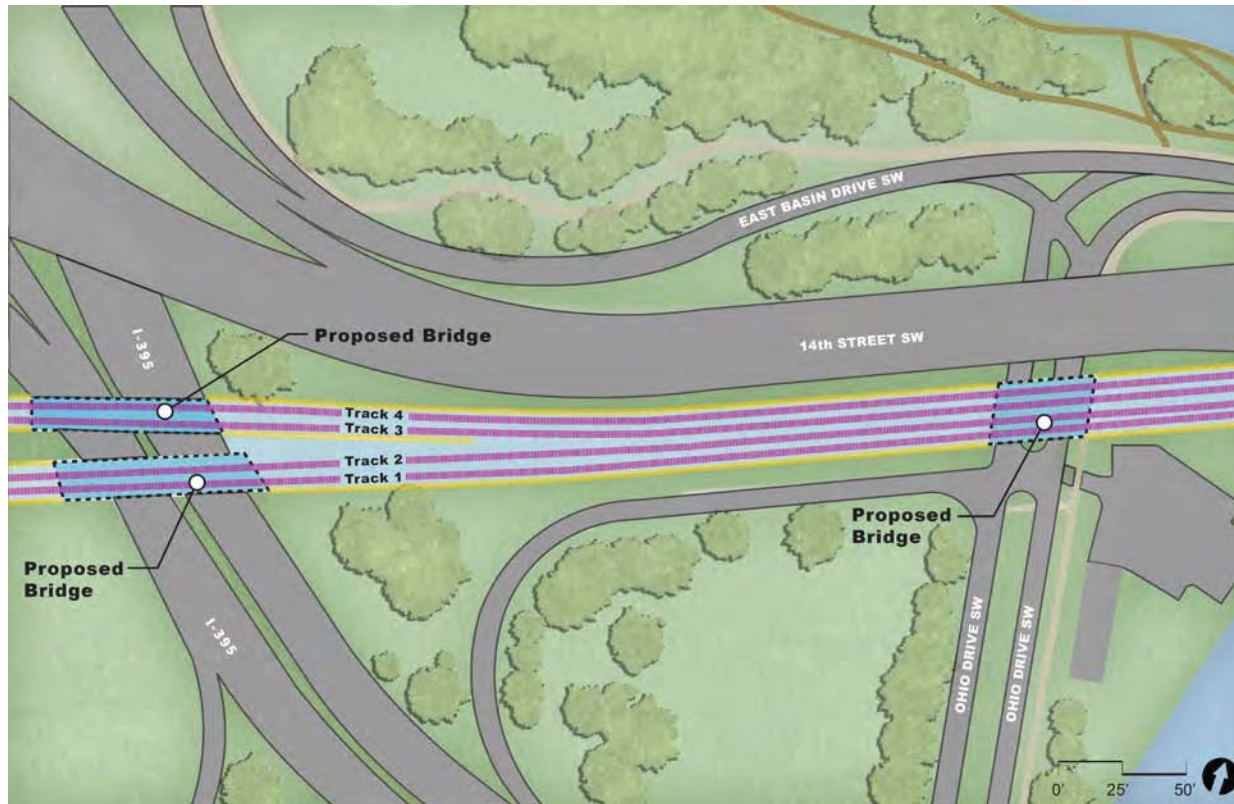 EAST BASIN DRIVE SW
I-395
Proposed Bridge
14th STREET SW
Track 4
Track 3
Track 2
Track 1
Proposed
Bridge
Proposed
Bridge
I-395
OHIO DRIVE SW
OHIO DRIVE SW
0' 25' 50'